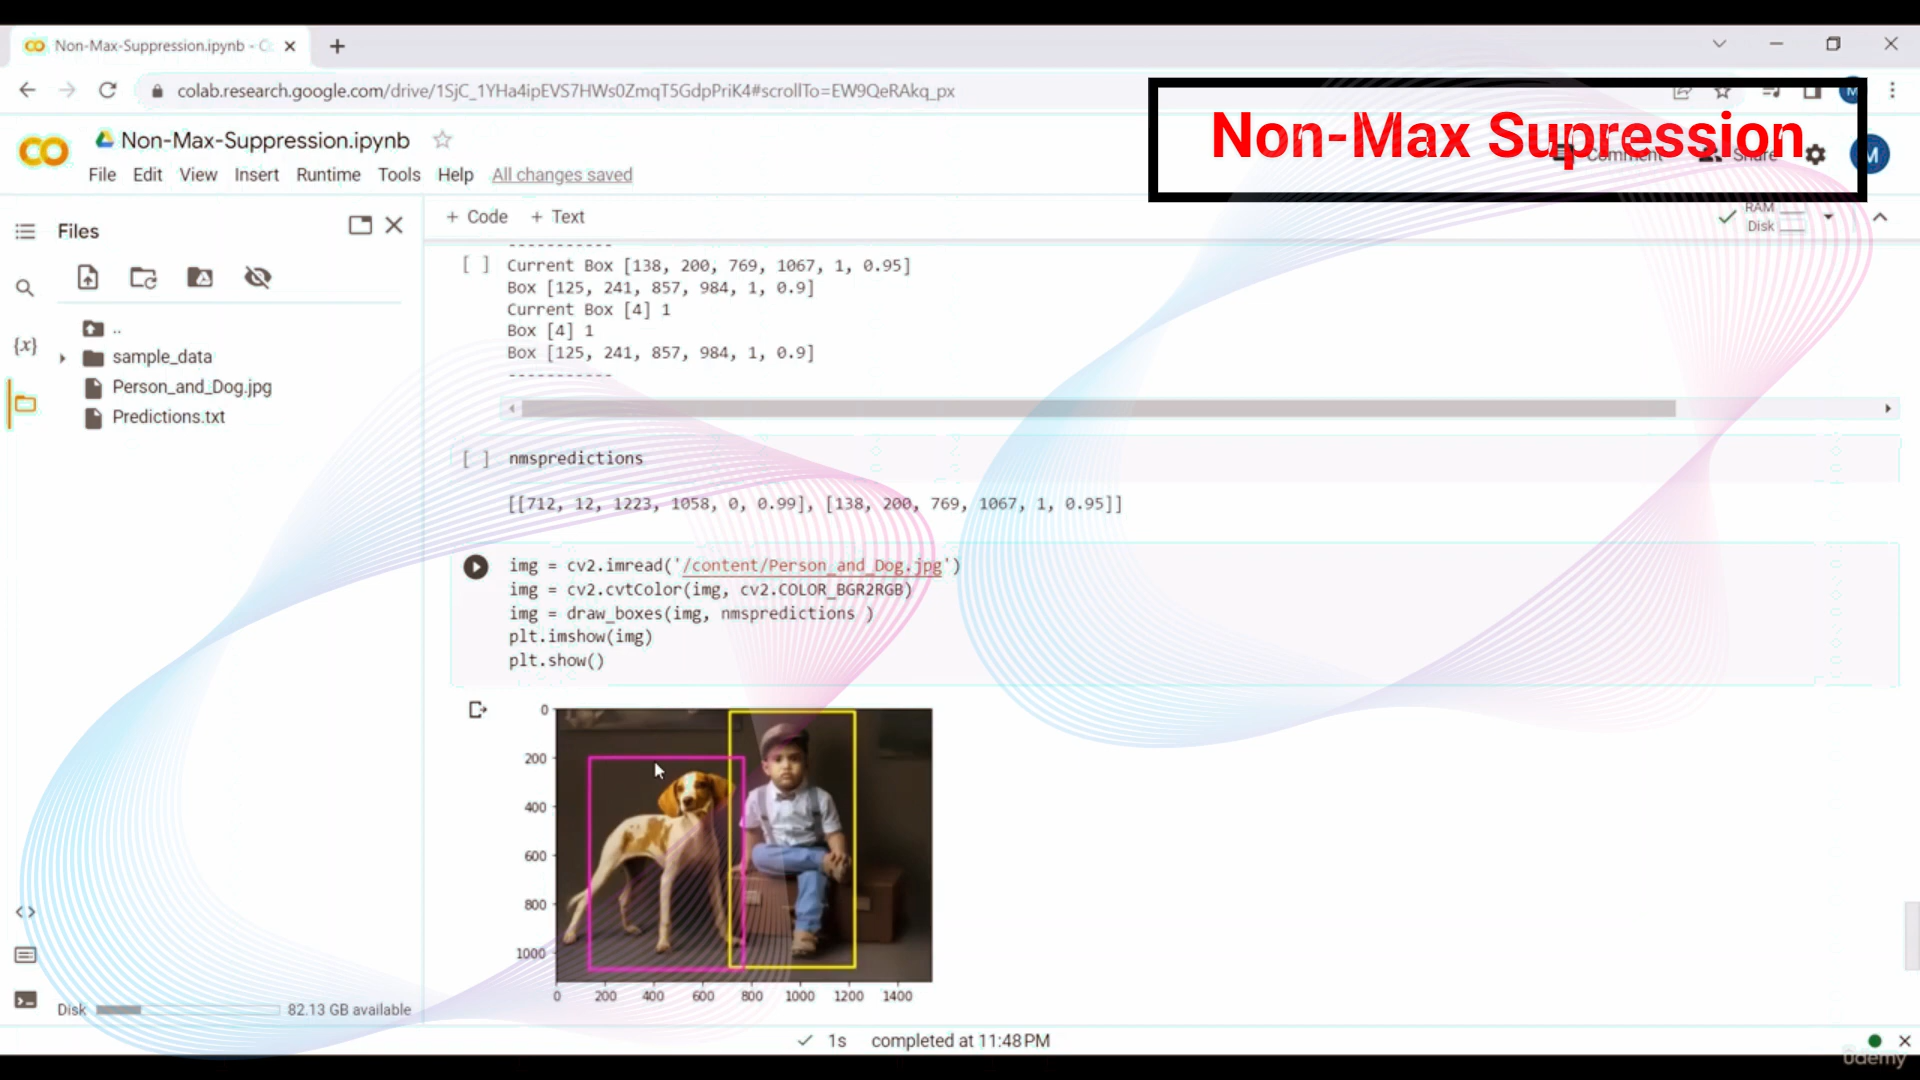 Non-Max-Suppression.ipynb - C
colab.research.google.com/drive/1SjC_1YHa4ipEVS7HWs0ZmqT5GdpPriK4#scrollTo=EW9QeRAkq_px
M
Non-Max Supression
CO
Non-Max-Suppression.ipynb
Comment
Share
M
File Edit View Insert Runtime Tools Help All changes saved
Files
+ Code + Text
RAM
Disk
-----------
[ ] Current Box [138, 200, 769, 1067, 1, 0.95]
Box [125, 241, 857, 984, 1, 0.9]
Current Box [4] 1
Box [4] 1
Box [125, 241, 857, 984, 1, 0.9]
-----------
{x}
..
sample_data
Person_and_Dog.jpg
Predictions.txt
[ ] nmspredictions
[[712, 12, 1223, 1058, 0, 0.99], [138, 200, 769, 1067, 1, 0.95]]
img = cv2.imread('/content/Person_and_Dog.jpg')
img = cv2.cvtColor(img, cv2.COLOR_BGR2RGB)
img = draw_boxes(img, nmspredictions )
plt.imshow(img)
plt.show()
0
200
400
600
800
1000
0 200 400 600 800 1000 1200 1400
Disk 82.13 GB available
1s completed at 11:48 PM
ûdemy